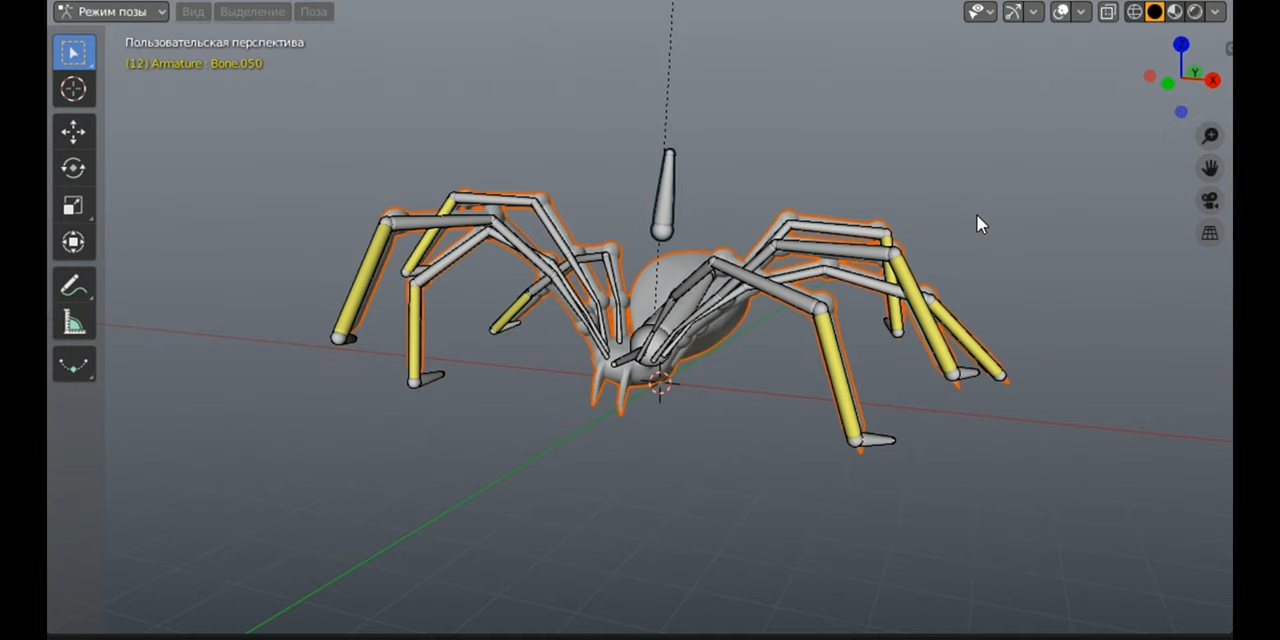 Режим позы
Вид
Выделение
Поза
Пользовательская перспектива
(12) Armature : Bone.050
Z
Y
X